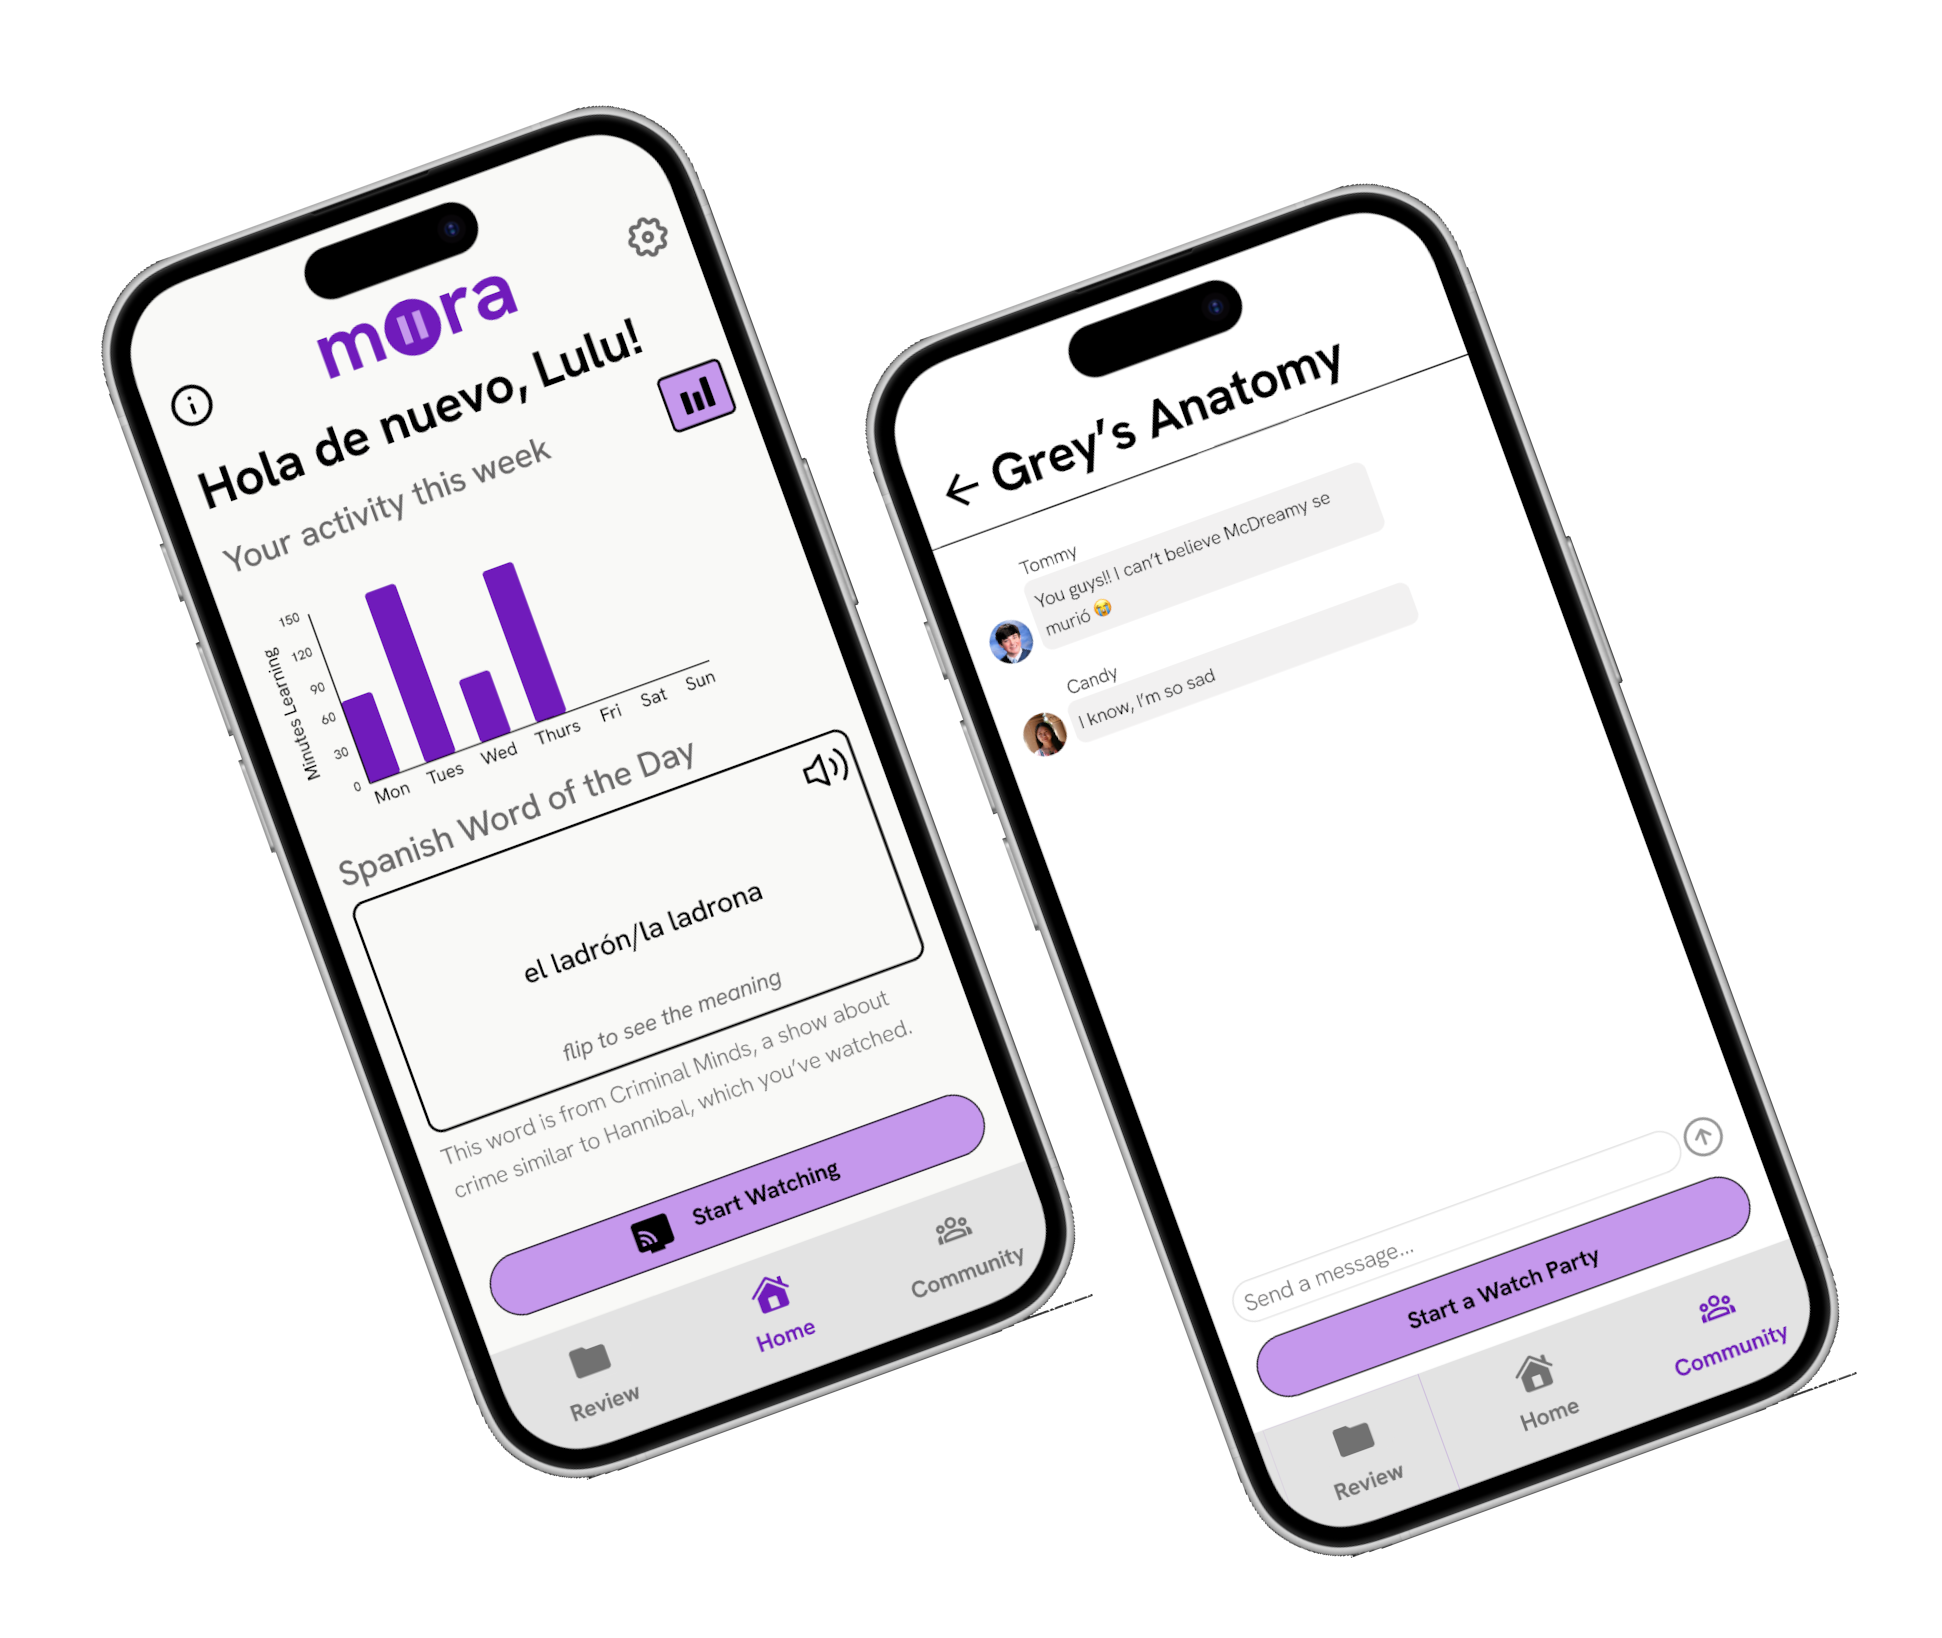 mora
Hola de nuevo, Lulu!
Your activity this week
Minutes Learning
150
120
90
60
30
0
Mon
Tues
Wed
Thurs
Fri
Sat
Sun
Spanish Word of the Day
el ladrón/la ladrona
flip to see the meaning
This word is from Criminal Minds, a show about
crime similar to Hannibal, which you've watched.
Start Watching
Review
Home
Community
Grey's Anatomy
Tommy
You guys!! I can't believe McDreamy se
murió 😭
Candy
I know, I'm so sad
Send a message...
Start a Watch Party
Review
Home
Community